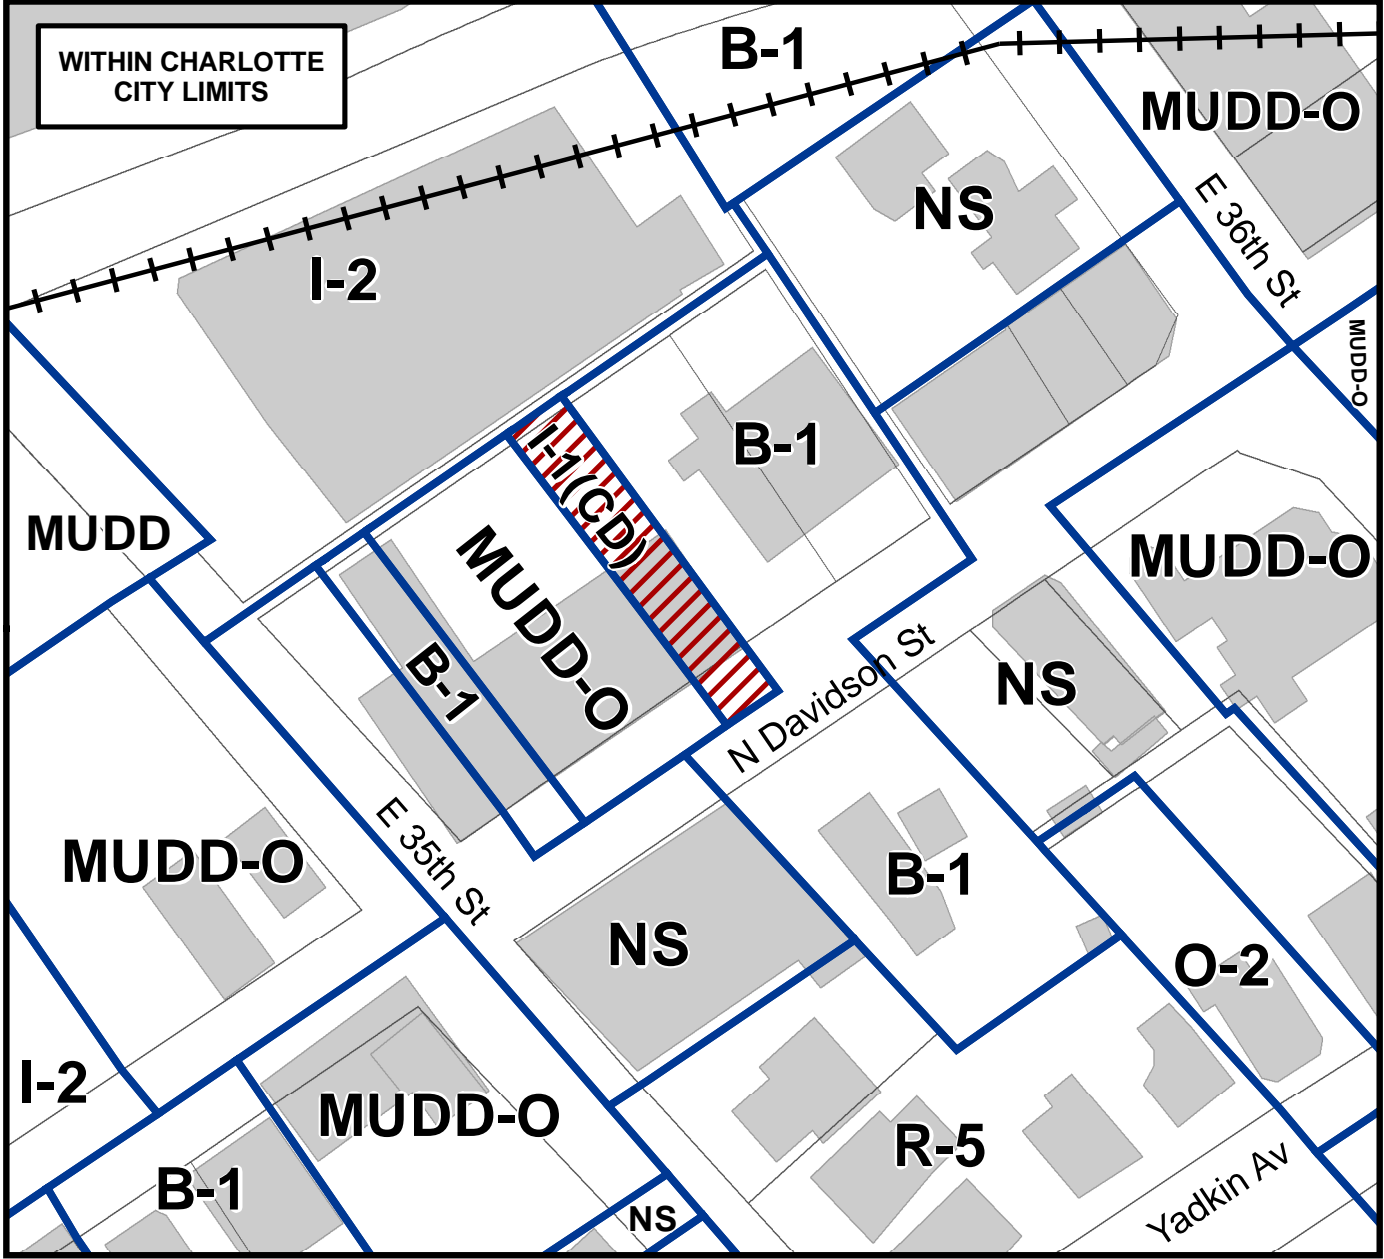 WITHIN CHARLOTTE
CITY LIMITS
B-1
MUDD-O
NS
E 36th St
I-2
MUDD-O
B-1
I-1(CD)
MUDD
MUDD-O
MUDD-O
B-1
NS
N Davidson St
E 35th St
MUDD-O
B-1
NS
O-2
I-2
MUDD-O
R-5
B-1
NS
Yadkin Av